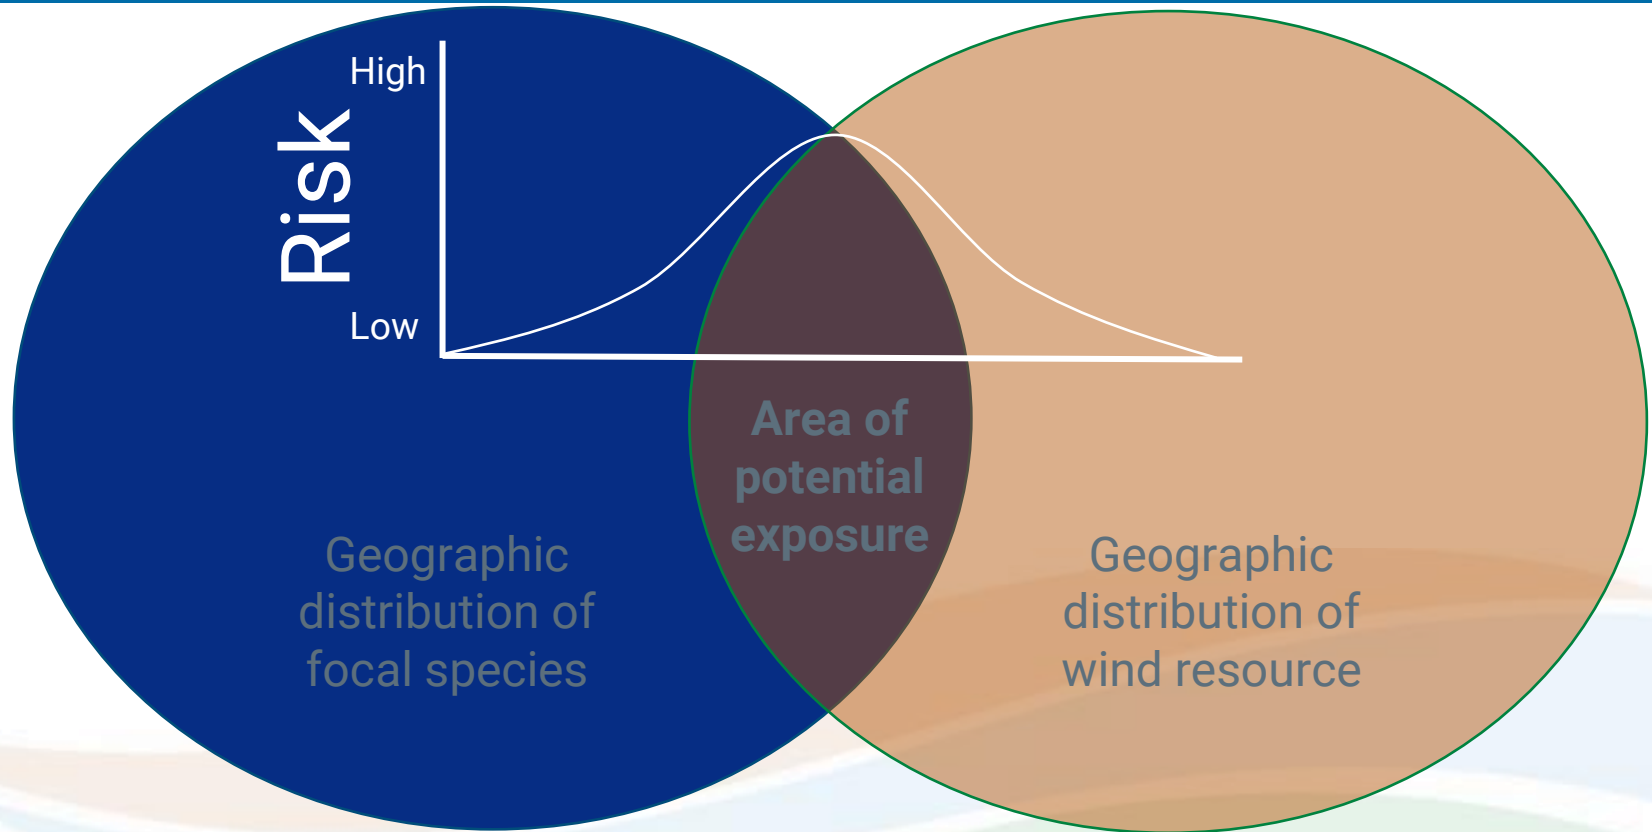 High
Risk
Low
Area of
potential
exposure
Geographic
distribution of
focal species
Geographic
distribution of
wind resource